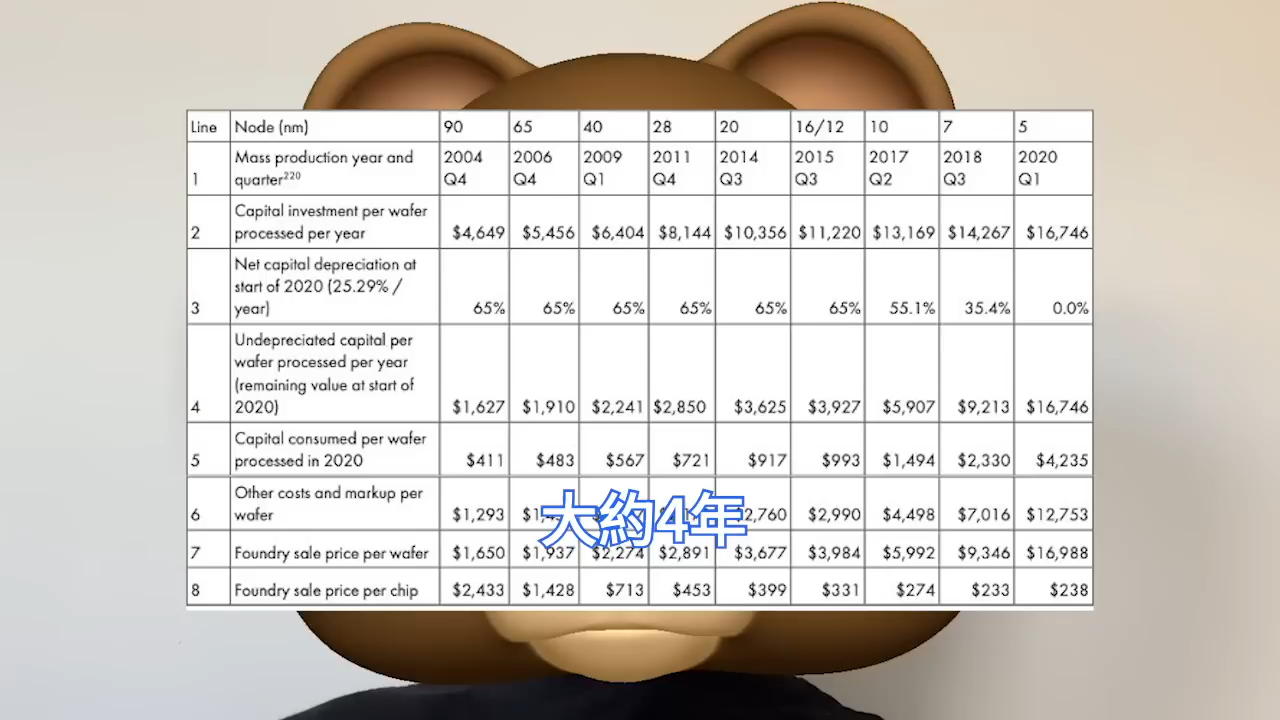 Line Node (nm) 90 65 40 28 20 16/12 10 7 5
Mass production year and 2004 2006 2009 2011 2014 2015 2017 2018 2020
1 quarter220 Q4 Q4 Q1 Q4 Q3 Q3 Q2 Q3 Q1
Capital investment per wafer
2 processed per year $4,649 $5,456 $6,404 $8,144 $10,356 $11,220 $13,169 $14,267 $16,746
Net capital depreciation at
start of 2020 (25.29% /
3 year) 65% 65% 65% 65% 65% 65% 55.1% 35.4% 0.0%
Undepreciated capital per
wafer processed per year
(remaining value at start of
4 2020) $1,627 $1,910 $2,241 $2,850 $3,625 $3,927 $5,907 $9,213 $16,746
Capital consumed per wafer
5 processed in 2020 $411 $483 $567 $721 $917 $993 $1,494 $2,330 $4,235
Other costs and markup per
6 wafer $1,293 $2,990 $4,498 $7,016 $12,753
大約4年
7 Foundry sale price per wafer $1,650 $1,937 $2,274 $2,891 $3,677 $3,984 $5,992 $9,346 $16,988
8 Foundry sale price per chip $2,433 $1,428 $713 $453 $399 $331 $274 $233 $238